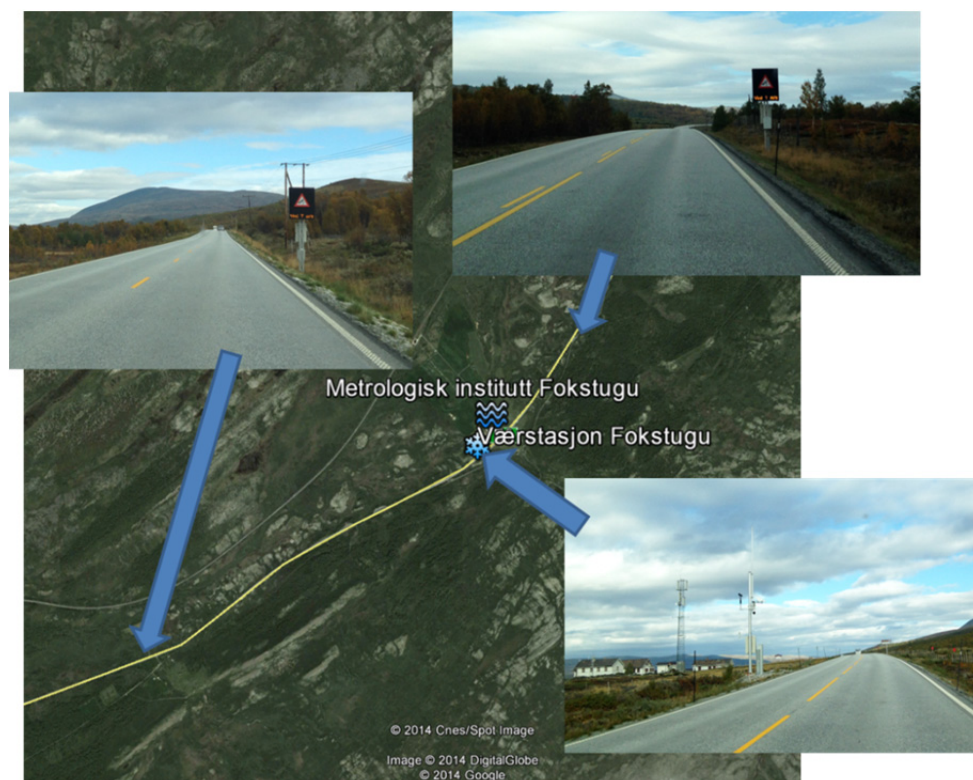 Metrologisk institutt Fokstugu
Værstasjon Fokstugu
© 2014 Cnes/Spot Image
Image © 2014 DigitalGlobe
© 2014 Google